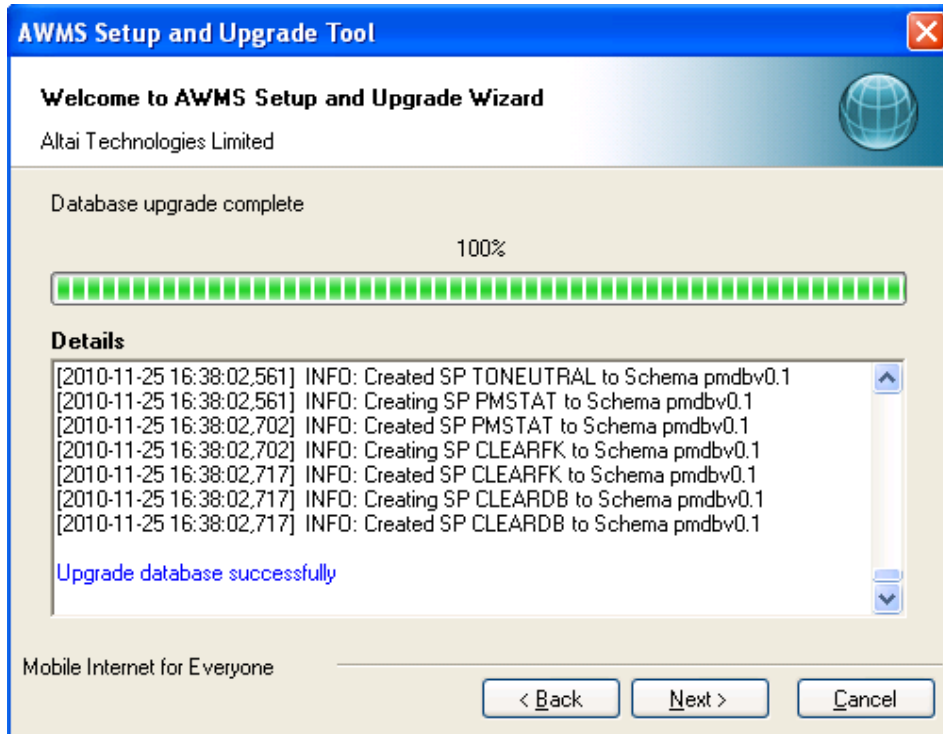 AWMS Setup and Upgrade Tool
Welcome to AWMS Setup and Upgrade Wizard
Altai Technologies Limited
Database upgrade complete
100%
Details
[2010-11-25 16:38:02,561] INFO: Created SP TONEUTRAL to Schema pmdbv0.1
[2010-11-25 16:38:02,561] INFO: Creating SP PMSTAT to Schema pmdbv0.1
[2010-11-25 16:38:02,702] INFO: Created SP PMSTAT to Schema pmdbv0.1
[2010-11-25 16:38:02,702] INFO: Creating SP CLEARFK to Schema pmdbv0.1
[2010-11-25 16:38:02,717] INFO: Created SP CLEARFK to Schema pmdbv0.1
[2010-11-25 16:38:02,717] INFO: Creating SP CLEARDB to Schema pmdbv0.1
[2010-11-25 16:38:02,717] INFO: Created SP CLEARDB to Schema pmdbv0.1
Upgrade database successfully
Mobile Internet for Everyone
< Back
Next >
Cancel